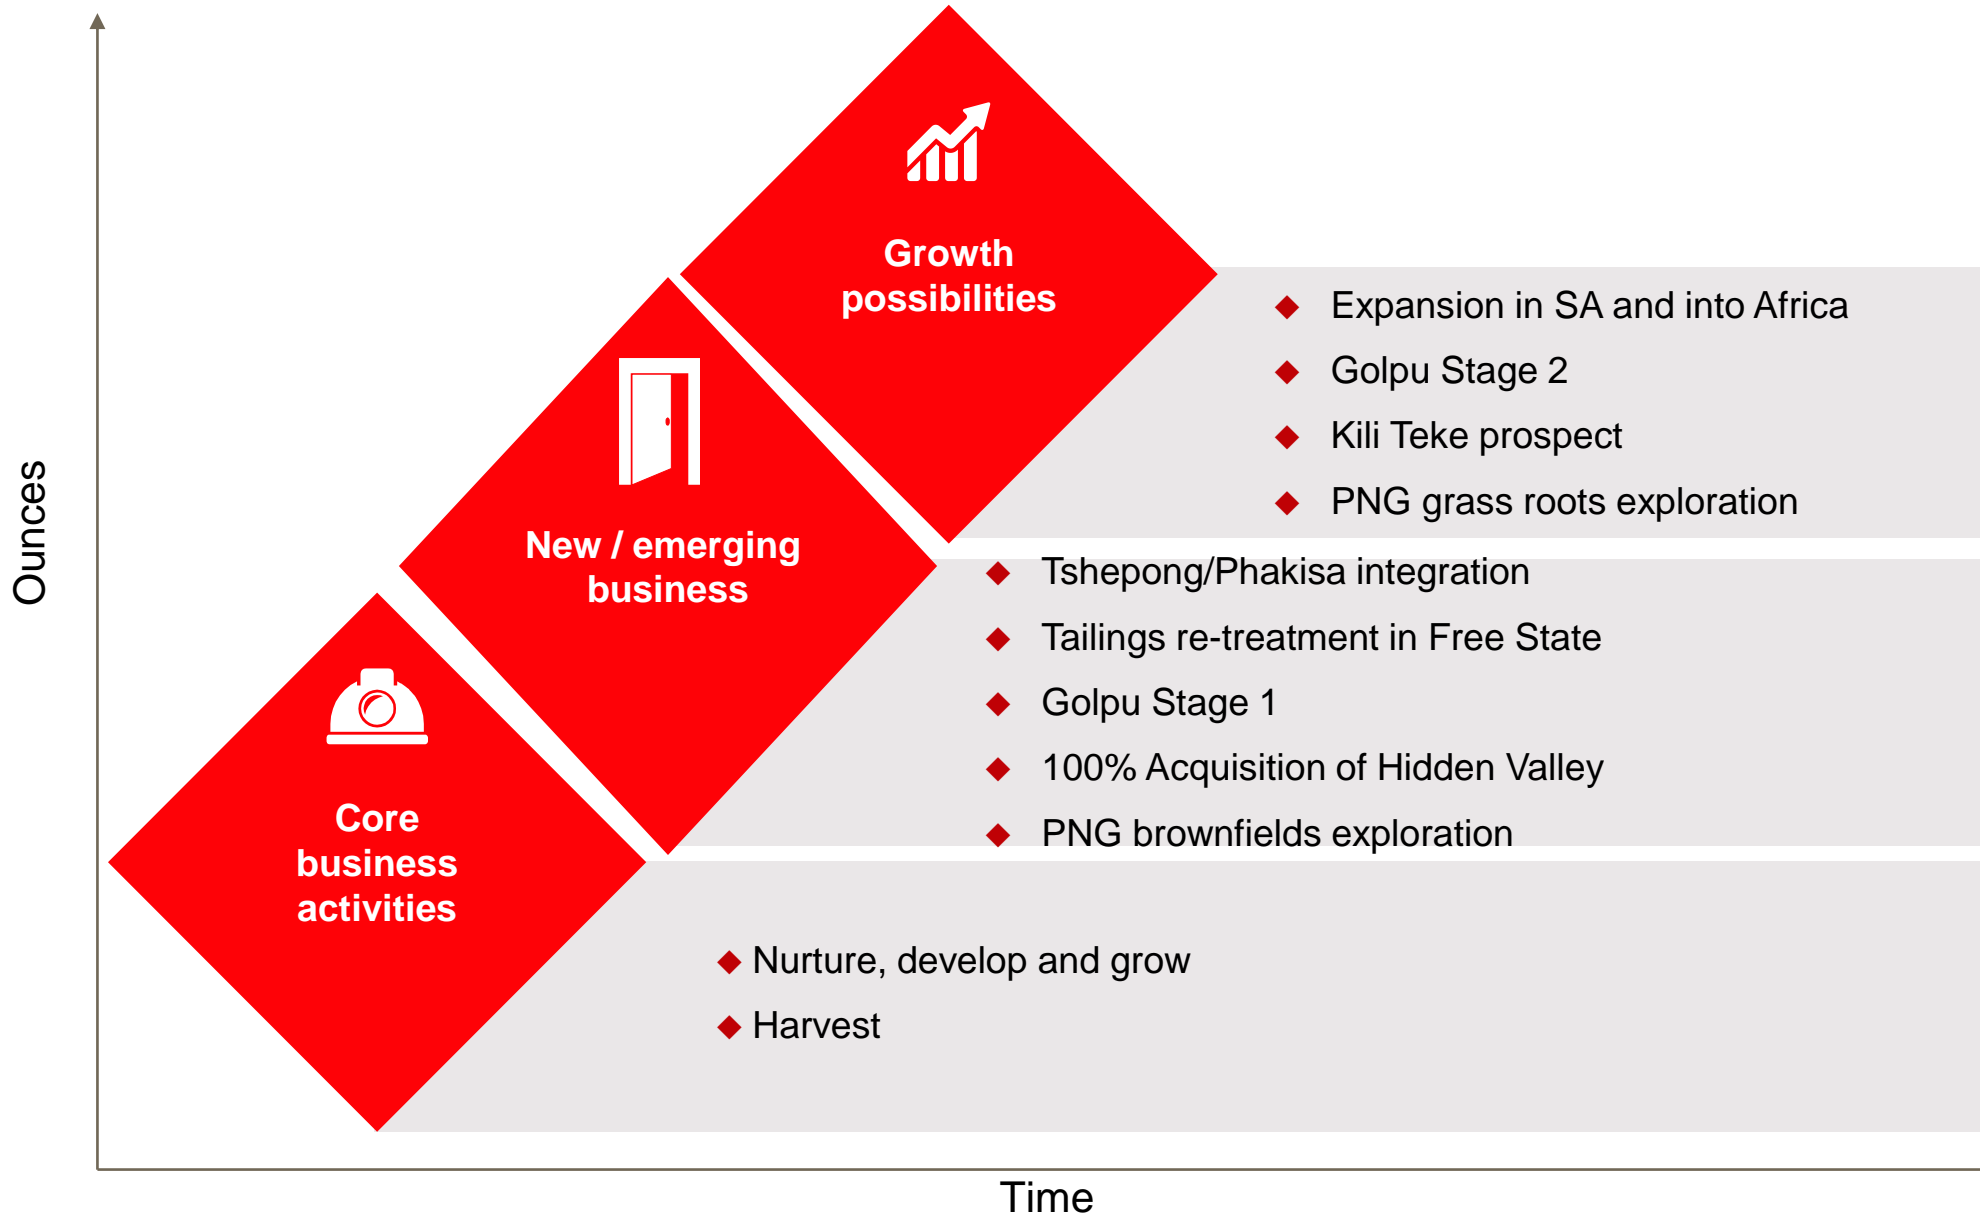 Ounces
Growth
possibilities
Expansion in SA and into Africa
Golpu Stage 2
Kili Teke prospect
PNG grass roots exploration
New / emerging
business
Tshepong/Phakisa integration
Tailings re-treatment in Free State
Golpu Stage 1
100% Acquisition of Hidden Valley
PNG brownfields exploration
Core
business
activities
Nurture, develop and grow
Harvest
Time